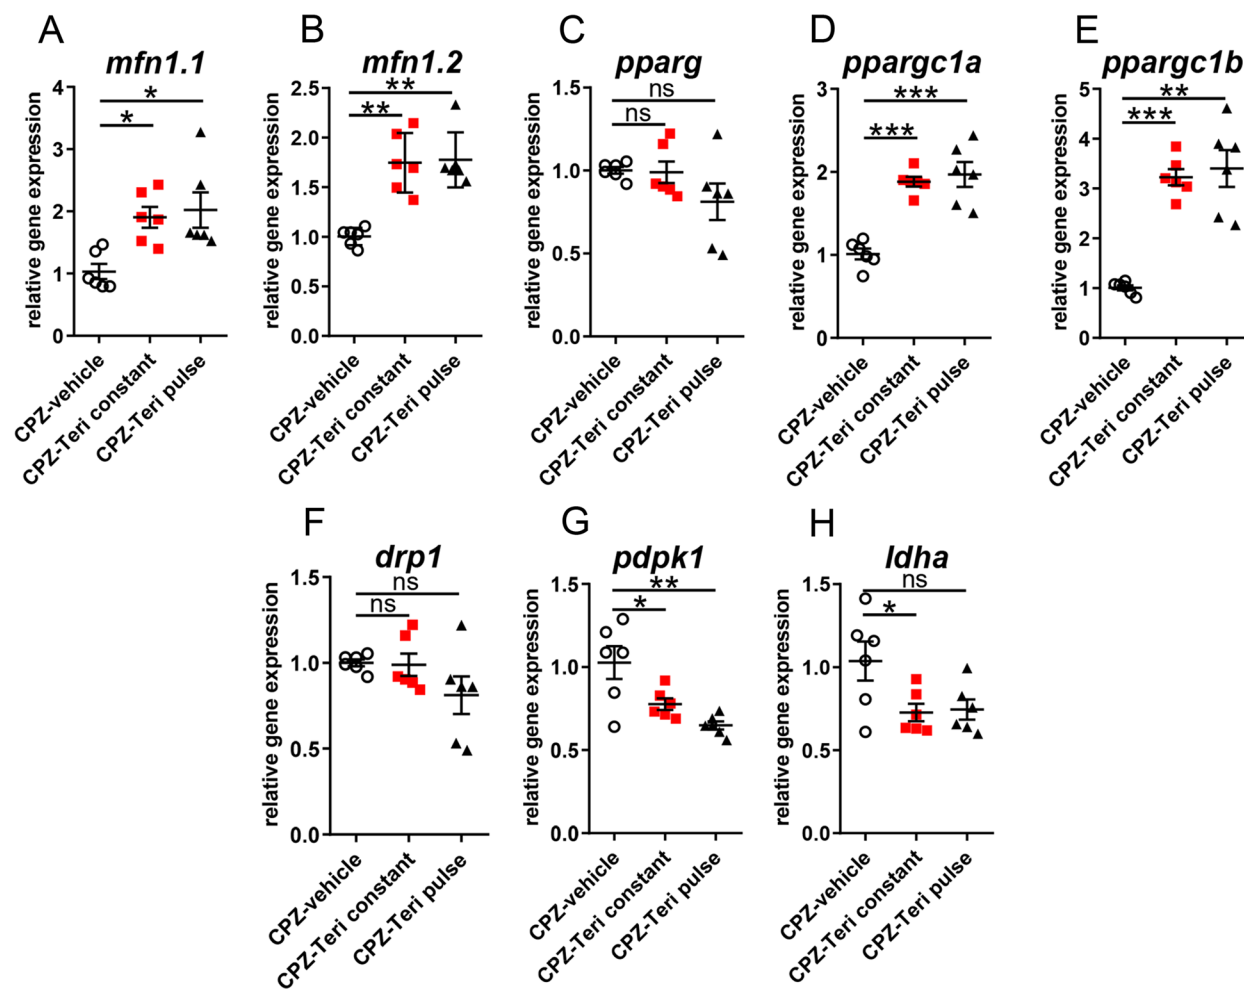 A
mfn1.1
relative gene expression
4
3
2
1
0
*
*
CPZ-vehicle
CPZ-Teri constant
CPZ-Teri pulse
B
mfn1.2
relative gene expression
2.5
2.0
1.5
1.0
0.5
0.0
**
**
CPZ-vehicle
CPZ-Teri constant
CPZ-Teri pulse
C
pparg
relative gene expression
1.5
1.0
0.5
0.0
ns
ns
CPZ-vehicle
CPZ-Teri constant
CPZ-Teri pulse
D
ppargc1a
relative gene expression
3
2
1
0
***
***
CPZ-vehicle
CPZ-Teri constant
CPZ-Teri pulse
E
ppargc1b
relative gene expression
5
4
3
2
1
0
**
***
CPZ-vehicle
CPZ-Teri constant
CPZ-Teri pulse
F
drp1
relative gene expression
1.5
1.0
0.5
0.0
ns
ns
CPZ-vehicle
CPZ-Teri constant
CPZ-Teri pulse
G
pdpk1
relative gene expression
1.5
1.0
0.5
0.0
**
*
CPZ-vehicle
CPZ-Teri constant
CPZ-Teri pulse
H
ldha
relative gene expression
1.5
1.0
0.5
0.0
ns
*
CPZ-vehicle
CPZ-Teri constant
CPZ-Teri pulse